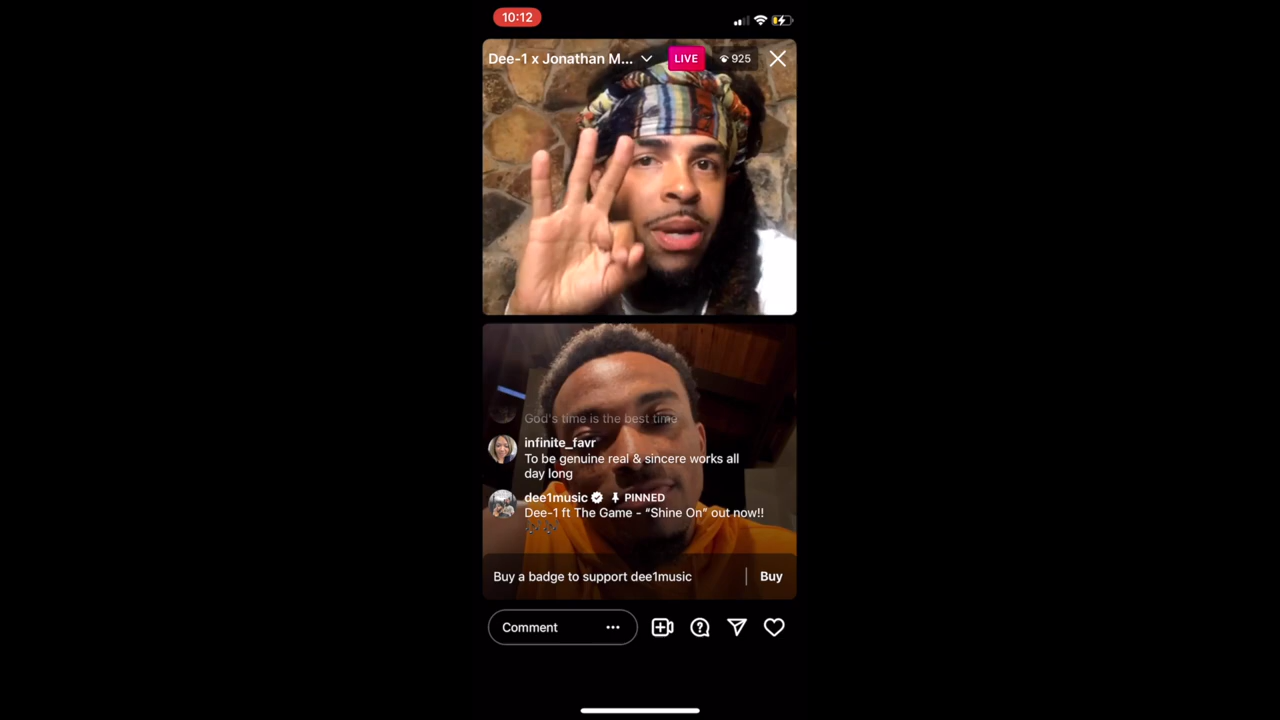 10:12
Dee-1 x Jonathan M...
LIVE
925
God's time is the best time
infinite_favr
To be genuine real & sincere works all
day long
dee1music PINNED
Dee-1 ft The Game - “Shine On” out now!!
Buy a badge to support dee1music
Buy
Comment